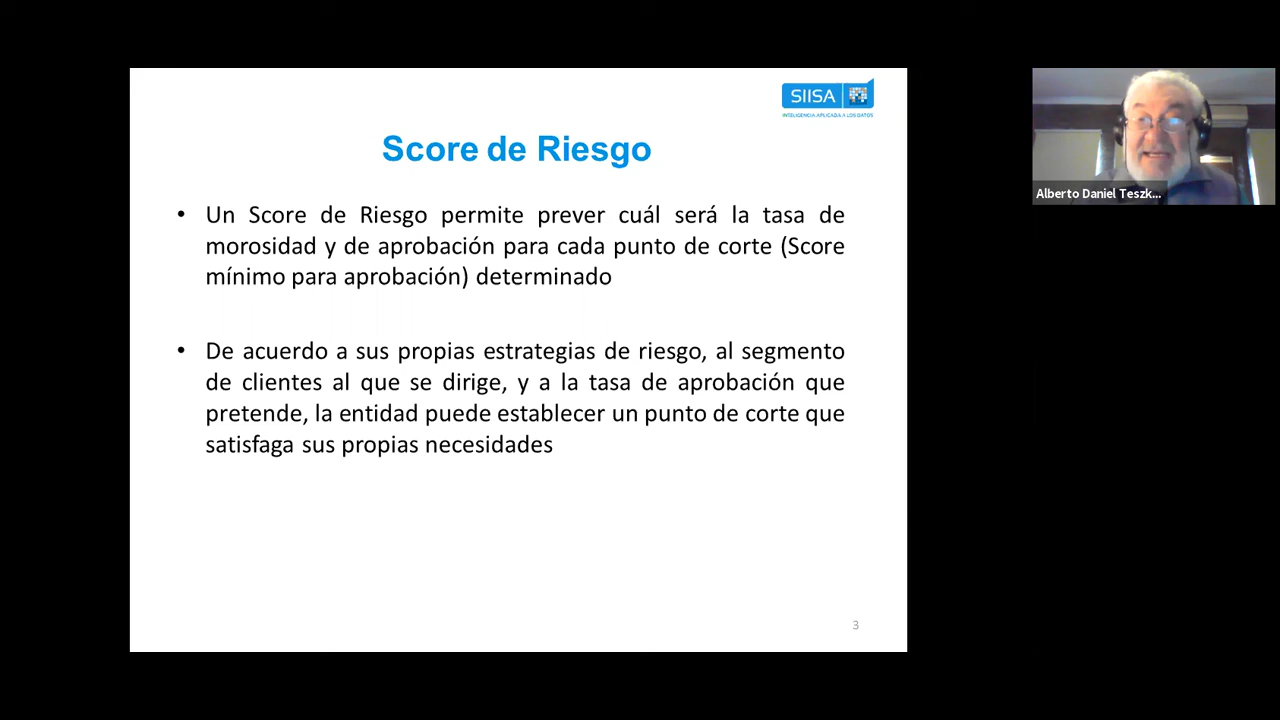 SIISA
INTELIGENCIA APLICADA A LOS DATOS
Score de Riesgo
• Un Score de Riesgo permite prever cuál será la tasa de
morosidad y de aprobación para cada punto de corte (Score
mínimo para aprobación) determinado
• De acuerdo a sus propias estrategias de riesgo, al segmento
de clientes al que se dirige, y a la tasa de aprobación que
pretende, la entidad puede establecer un punto de corte que
satisfaga sus propias necesidades
3
Alberto Daniel Teszk...